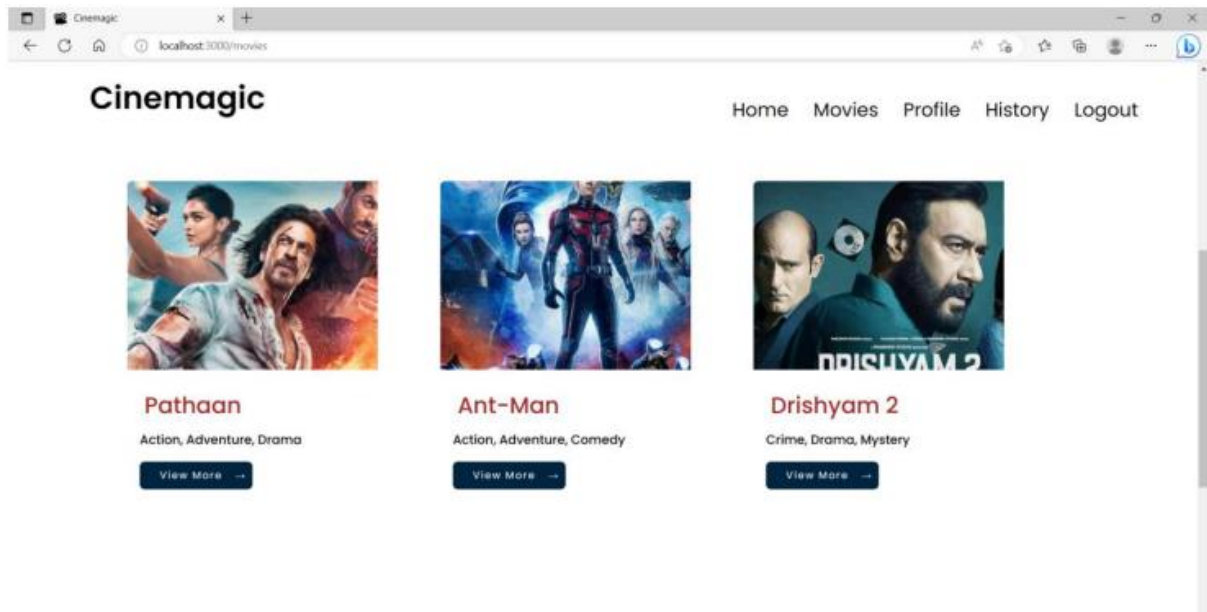 Cinemagic
localhost:3000/movies
Cinemagic
Home Movies Profile History Logout
DRISHYAM 2
Pathaan Ant-Man Drishyam 2
Action, Adventure, Drama Action, Adventure, Comedy Crime, Drama, Mystery
View More → View More → View More →